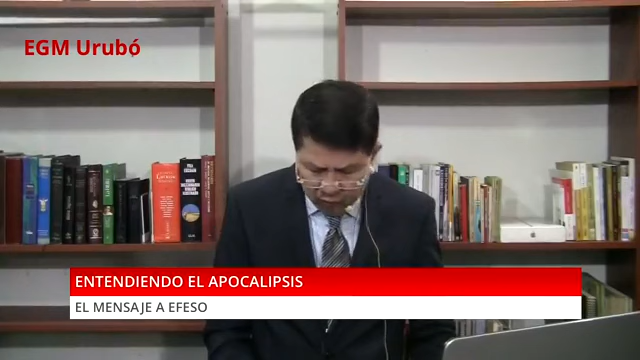 EGM Urubó
ENTENDIENDO EL APOCALIPSIS
EL MENSAJE A EFESO